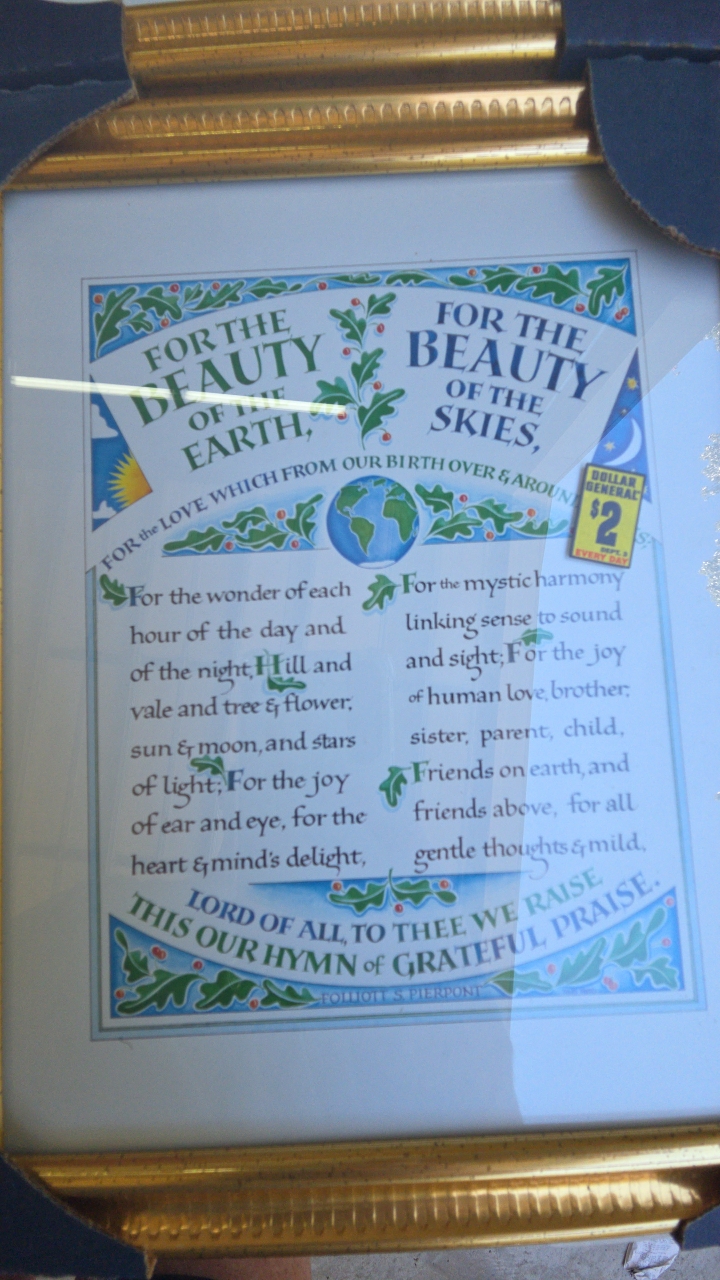 FOR THE
BEAUTY
OF THE
EARTH,
FOR THE
BEAUTY
OF THE
SKIES,
FOR the LOVE WHICH FROM OUR BIRTH OVER & AROUN
DOLLAR
GENERAL
$2
SEPT. 3
EVERY DAY
For the wonder of each
hour of the day and
of the night, Hill and
vale and tree & flower,
sun & moon, and stars
of light; For the joy
of ear and eye, for the
heart & mind's delight,
For the mystic harmony
linking sense to sound
and sight; For the joy
of human love, brother,
sister, parent, child,
Friends on earth, and
friends above, for all
gentle thoughts & mild,
LORD OF ALL, TO THEE WE RAISE
THIS OUR HYMN of GRATEFUL PRAISE.
FOLLIOTT S. PIERPONT